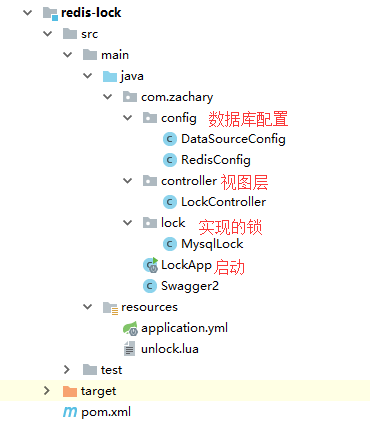 redis-lock
src
main
java
com.zachary
config 数据库配置
DataSourceConfig
RedisConfig
controller 视图层
LockController
lock 实现的锁
MysqlLock
LockApp 启动
Swagger2
resources
application.yml
unlock.lua
test
target
pom.xml